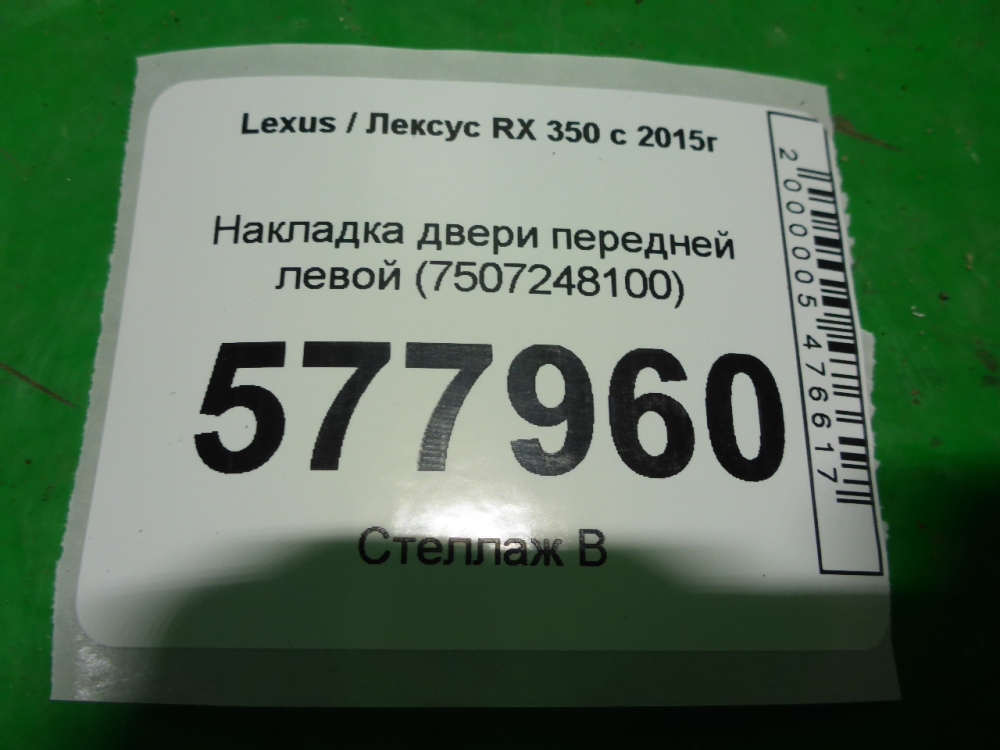 Lexus / Лексус RX 350 с 2015г
Накладка двери передней
левой (7507248100)
577960
Стеллаж В
2000005476617